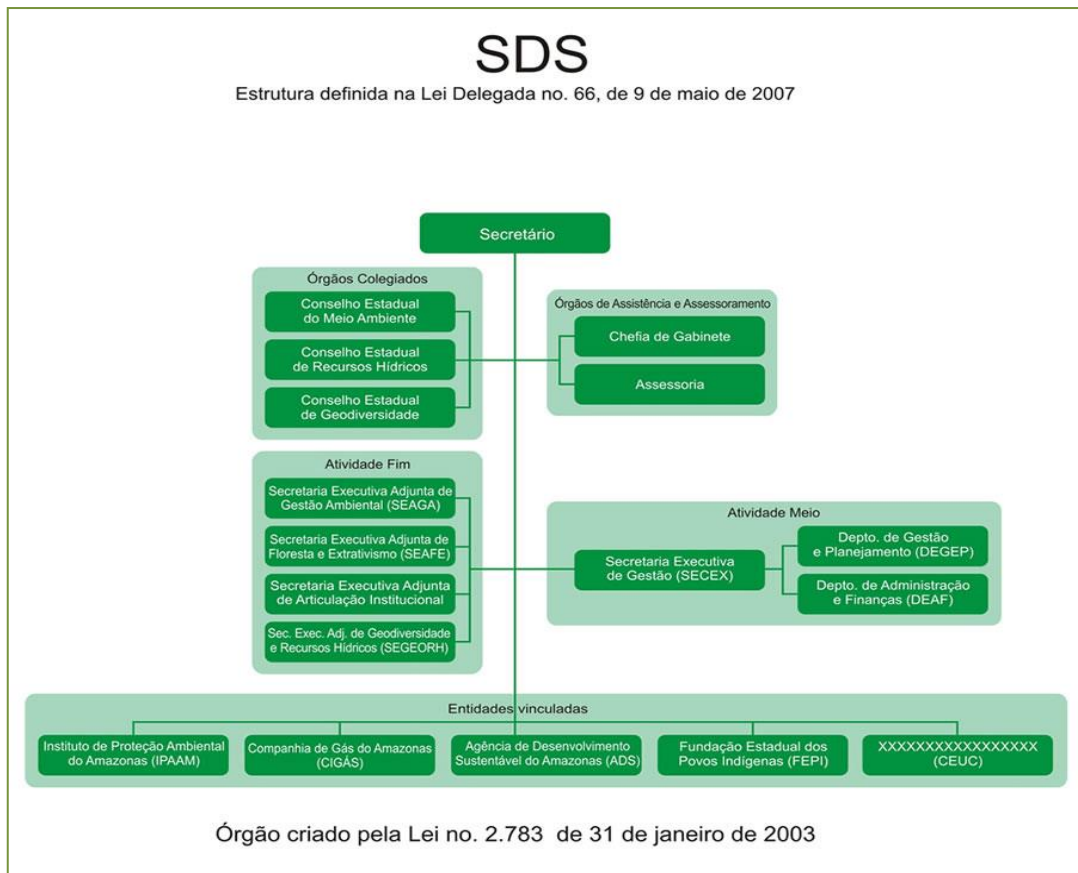 SDS
Estrutura definida na Lei Delegada no. 66, de 9 de maio de 2007
Secretário
Órgãos Colegiados
Conselho Estadual
do Meio Ambiente
Conselho Estadual
de Recursos Hídricos
Conselho Estadual
de Geodiversidade
Órgãos de Assistência e Assessoramento
Chefia de Gabinete
Assessoria
Atividade Fim
Secretaria Executiva Adjunta de
Gestão Ambiental (SEAGA)
Secretaria Executiva Adjunta de
Floresta e Extrativismo (SEAFE)
Secretaria Executiva Adjunta
de Articulação Institucional
Sec. Exec. Adj. de Geodiversidade
e Recursos Hídricos (SEGEORH)
Atividade Meio
Secretaria Executiva
de Gestão (SECEX)
Depto. de Gestão
e Planejamento (DEGEP)
Depto. de Administração
e Finanças (DEAF)
Entidades vinculadas
Instituto de Proteção Ambiental
do Amazonas (IPAAM)
Companhia de Gás do Amazonas
(CIGÁS)
Agência de Desenvolvimento
Sustentável do Amazonas (ADS)
Fundação Estadual dos
Povos Indígenas (FEPI)
XXXXXXXXXXXXXXXXX
(CEUC)
Órgão criado pela Lei no. 2.783 de 31 de janeiro de 2003